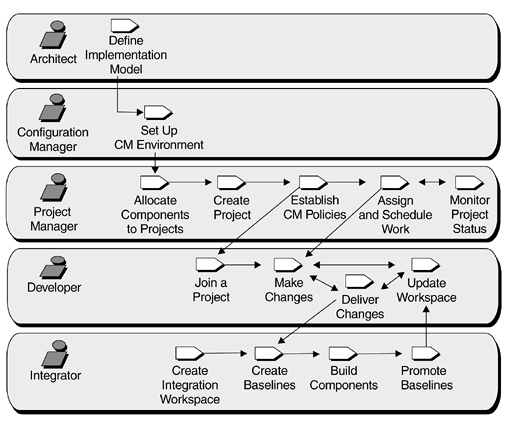 Architect
Define
Implementation
Model
Configuration
Manager
Set Up
CM Environment
Project
Manager
Allocate
Components
to Projects
Create
Project
Establish
CM Policies
Assign
and Schedule
Work
Monitor
Project
Status
Developer
Join a
Project
Make
Changes
Deliver
Changes
Update
Workspace
Integrator
Create
Integration
Workspace
Create
Baselines
Build
Components
Promote
Baselines